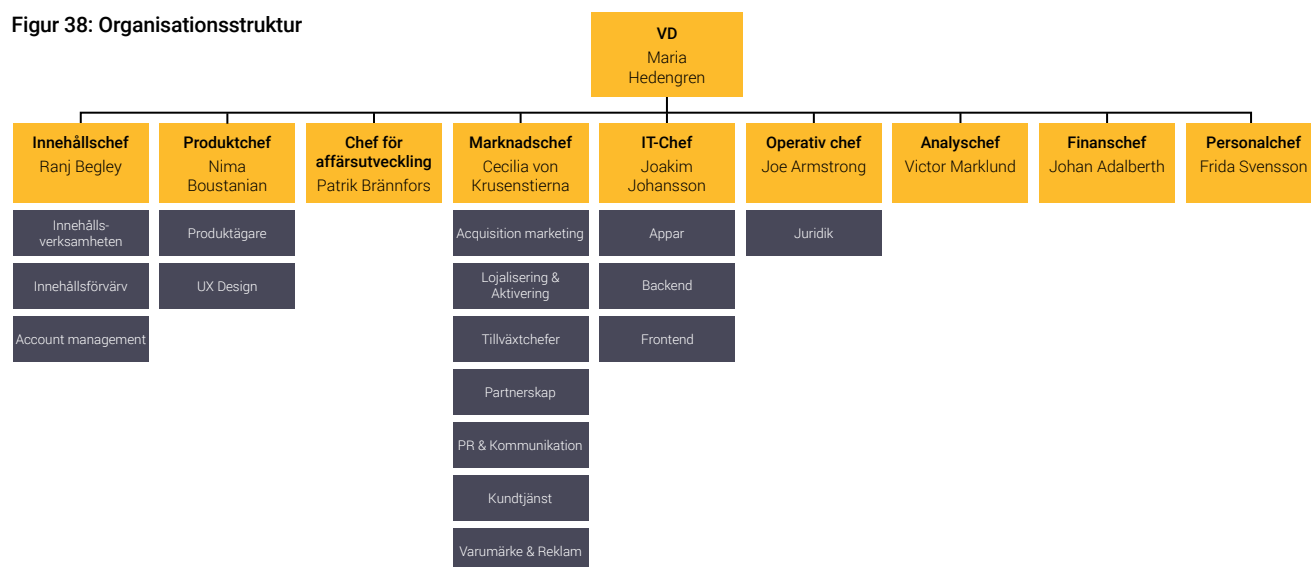 Figur 38: Organisationsstruktur
VD
Maria
Hedengren
Innehållschef
Ranj Begley
Produktchef
Nima
Boustanian
Chef för
affärsutveckling
Patrik Brännfors
Marknadschef
Cecilia von
Krusenstierna
IT-Chef
Joakim
Johansson
Operativ chef
Joe Armstrong
Analyschef
Victor Marklund
Finanschef
Johan Adalberth
Personalchef
Frida Svensson
Innehålls-
verksamheten
Innehållsförvärv
Account management
Produktägare
UX Design
Acquisition marketing
Lojalisering &
Aktivering
Tillväxtchefer
Partnerskap
PR & Kommunikation
Kundtjänst
Varumärke & Reklam
Appar
Backend
Frontend
Juridik